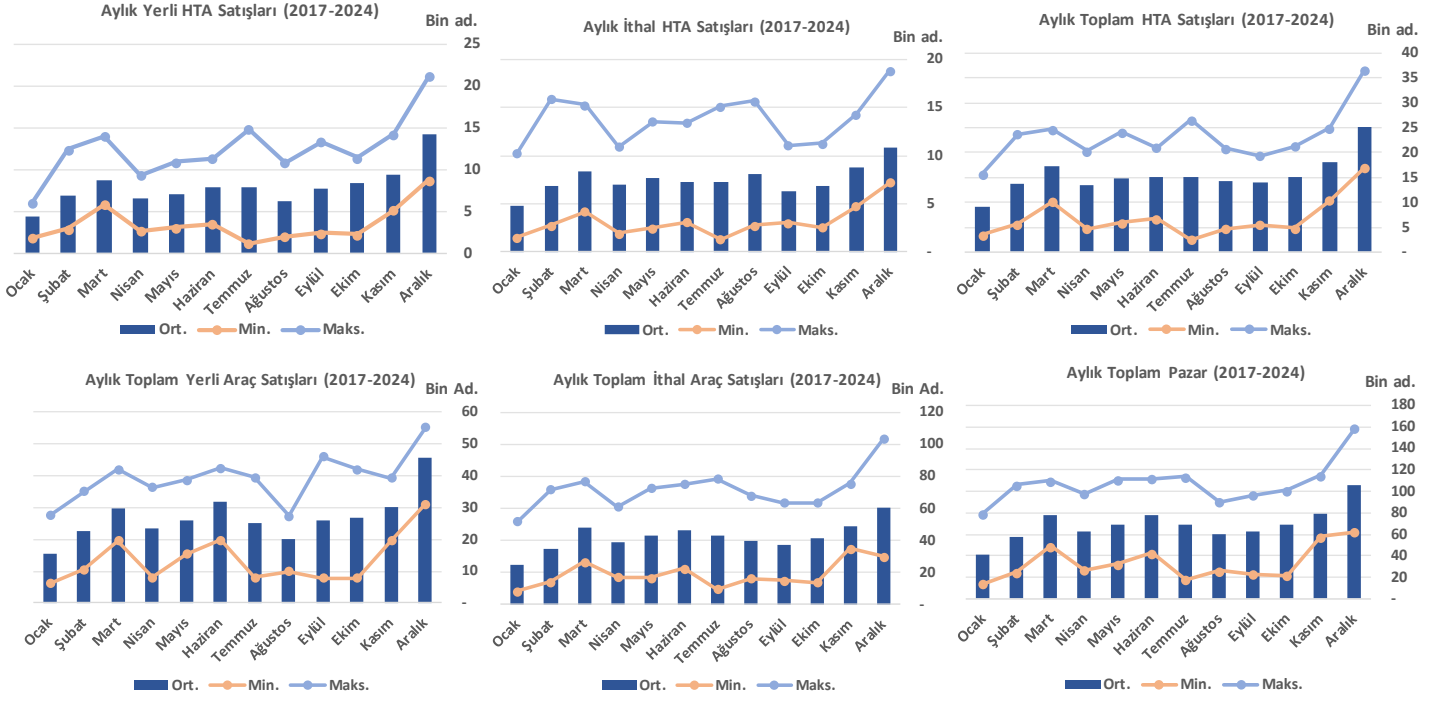 Aylık Yerli HTA Satışları (2017-2024)
Bin ad.
25
20
15
10
5
0
Ocak
Şubat
Mart
Nisan
Mayıs
Haziran
Temmuz
Ağustos
Eylül
Ekim
Kasım
Aralık
Ort. Min. Maks.
Aylık İthal HTA Satışları (2017-2024)
Bin ad.
20
15
10
5
-
Ocak
Şubat
Mart
Nisan
Mayıs
Haziran
Temmuz
Ağustos
Eylül
Ekim
Kasım
Aralık
Ort. Min. Maks.
Aylık Toplam HTA Satışları (2017-2024)
Bin ad.
40
35
30
25
20
15
10
5
-
Ocak
Şubat
Mart
Nisan
Mayıs
Haziran
Temmuz
Ağustos
Eylül
Ekim
Kasım
Aralık
Ort. Min. Maks.
Aylık Toplam Yerli Araç Satışları (2017-2024)
Bin Ad.
60
50
40
30
20
10
-
Ocak
Şubat
Mart
Nisan
Mayıs
Haziran
Temmuz
Ağustos
Eylül
Ekim
Kasım
Aralık
Ort. Min. Maks.
Aylık Toplam İthal Araç Satışları (2017-2024)
Bin Ad.
120
100
80
60
40
20
-
Ocak
Şubat
Mart
Nisan
Mayıs
Haziran
Temmuz
Ağustos
Eylül
Ekim
Kasım
Aralık
Ort. Min. Maks.
Aylık Toplam Pazar (2017-2024)
Bin ad.
180
160
140
120
100
80
60
40
20
-
Ocak
Şubat
Mart
Nisan
Mayıs
Haziran
Temmuz
Ağustos
Eylül
Ekim
Kasım
Aralık
Ort. Min. Maks.